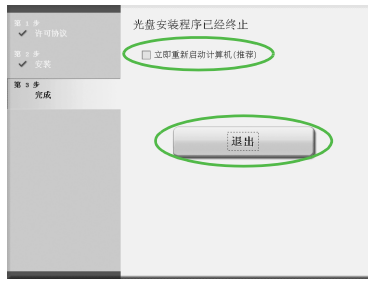 第 1 步
许可协议
第 2 步
安装
第 3 步
完成
光盘安装程序已经终止
立即重新启动计算机(推荐)
退出